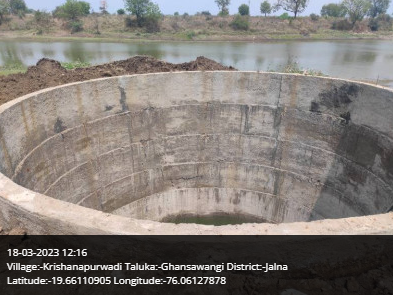 18-03-2023 12:16
Village:-Krishanapurwadi Taluka:-Ghansawangi District:-Jalna
Latitude:-19.66110905 Longitude:-76.06127878